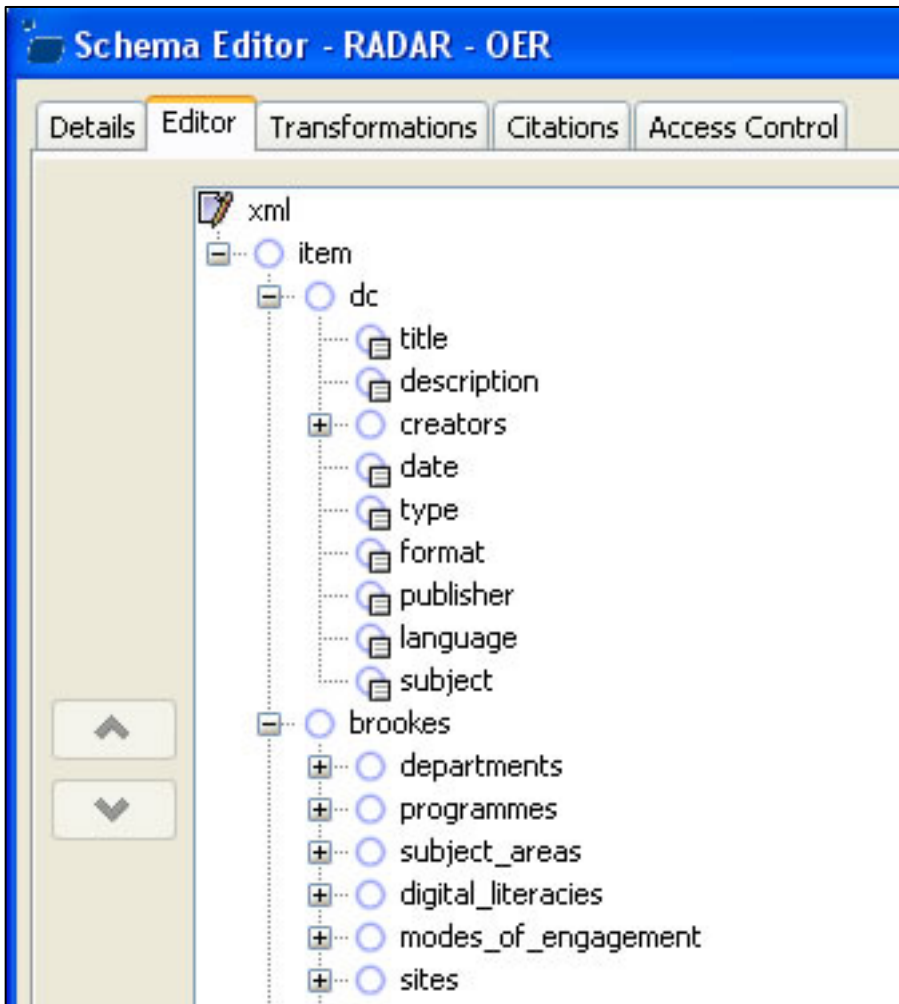 Schema Editor - RADAR - OER
Details Editor Transformations Citations Access Control
xml
item
dc
title
description
creators
date
type
format
publisher
language
subject
brookes
departments
programmes
subject_areas
digital_literacies
modes_of_engagement
sites